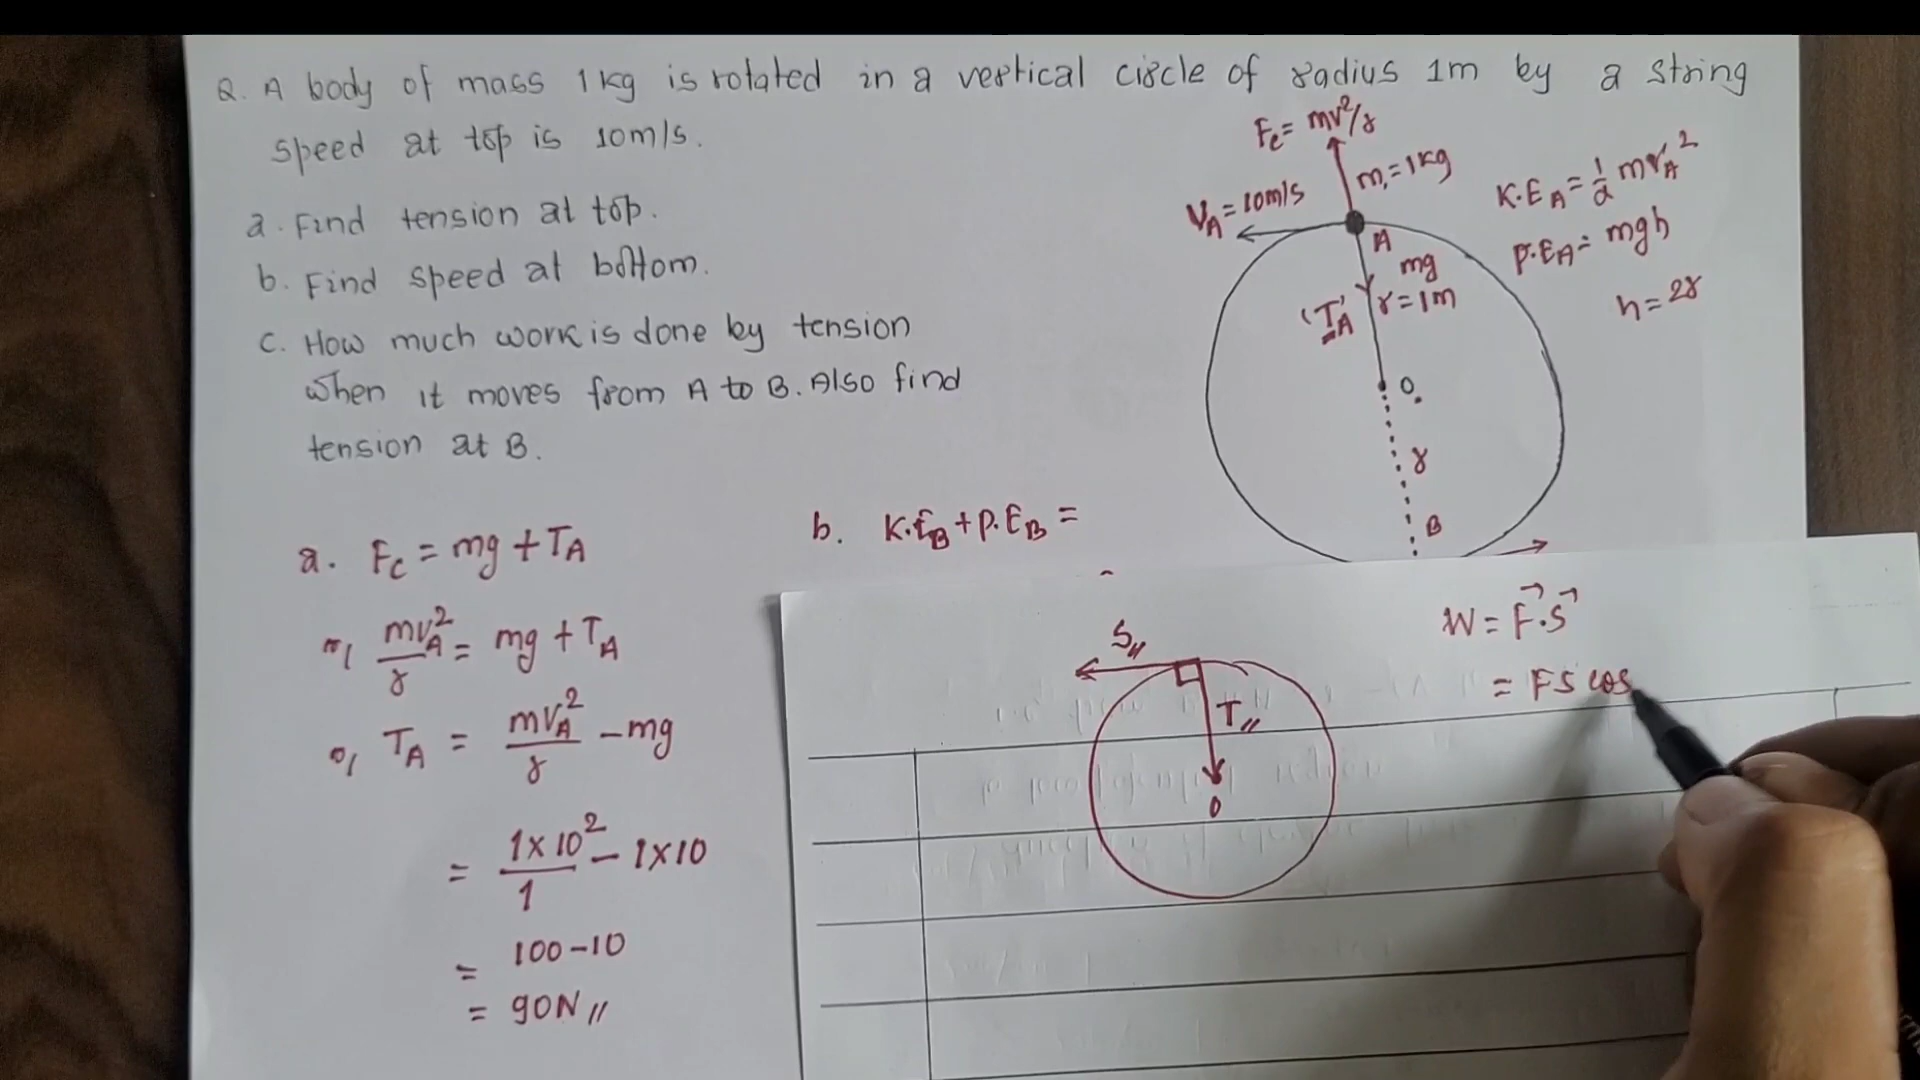 Q. A body of mass 1 kg is rotated in a vertical circle of radius 1m by a string
speed at top is 10m/s.
a. Find tension at top.
b. Find speed at bottom.
c. How much work is done by tension
when it moves from A to B. Also find
tension at B.
Fc = mv²/r
m = 1kg
VA = 10m/s
A
mg
TA
r = 1m
O
r
B
K.EA = 1/2 mvA²
P.EA = mgh
h = 2r
a. Fc = mg + TA
mvA²/r = mg + TA
TA = mvA²/r - mg
= 1×10²/1 - 1×10
= 100-10
= 90N //
b. K.EB + P.EB =
S //
T //
O
W = F⃗.S⃗
= FS cos